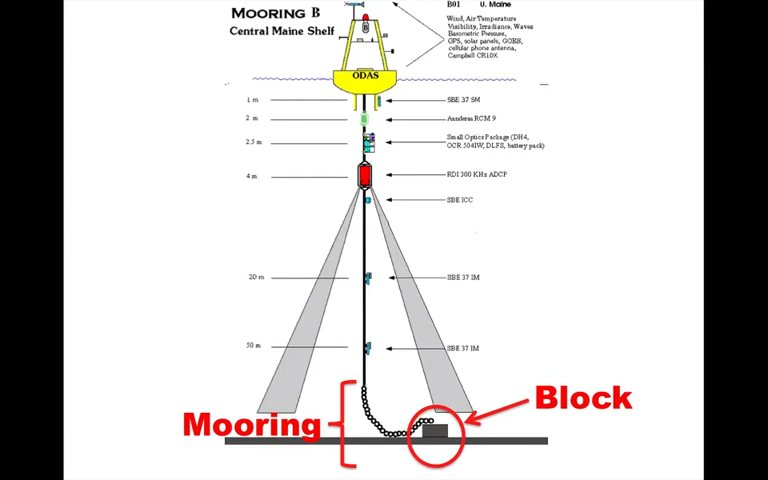 MOORING B
Central Maine Shelf
B01 U. Maine
Wind, Air Temperature
Visibility, Irradiance, Waves
Barometric Pressure,
GPS, solar panels, GOES,
cellular phone antenna,
Campbell CR10X
B
ODAS
1 m
SBE 37 SM
2 m
Aanderaa RCM 9
2.5 m
Small Optics Package (DH4,
OCR 504IW, DLFS, battery pack)
4 m
RDI 300 KHz ADCP
SBE ICC
20 m
SBE 37 IM
50 m
SBE 37 IM
Block
Mooring